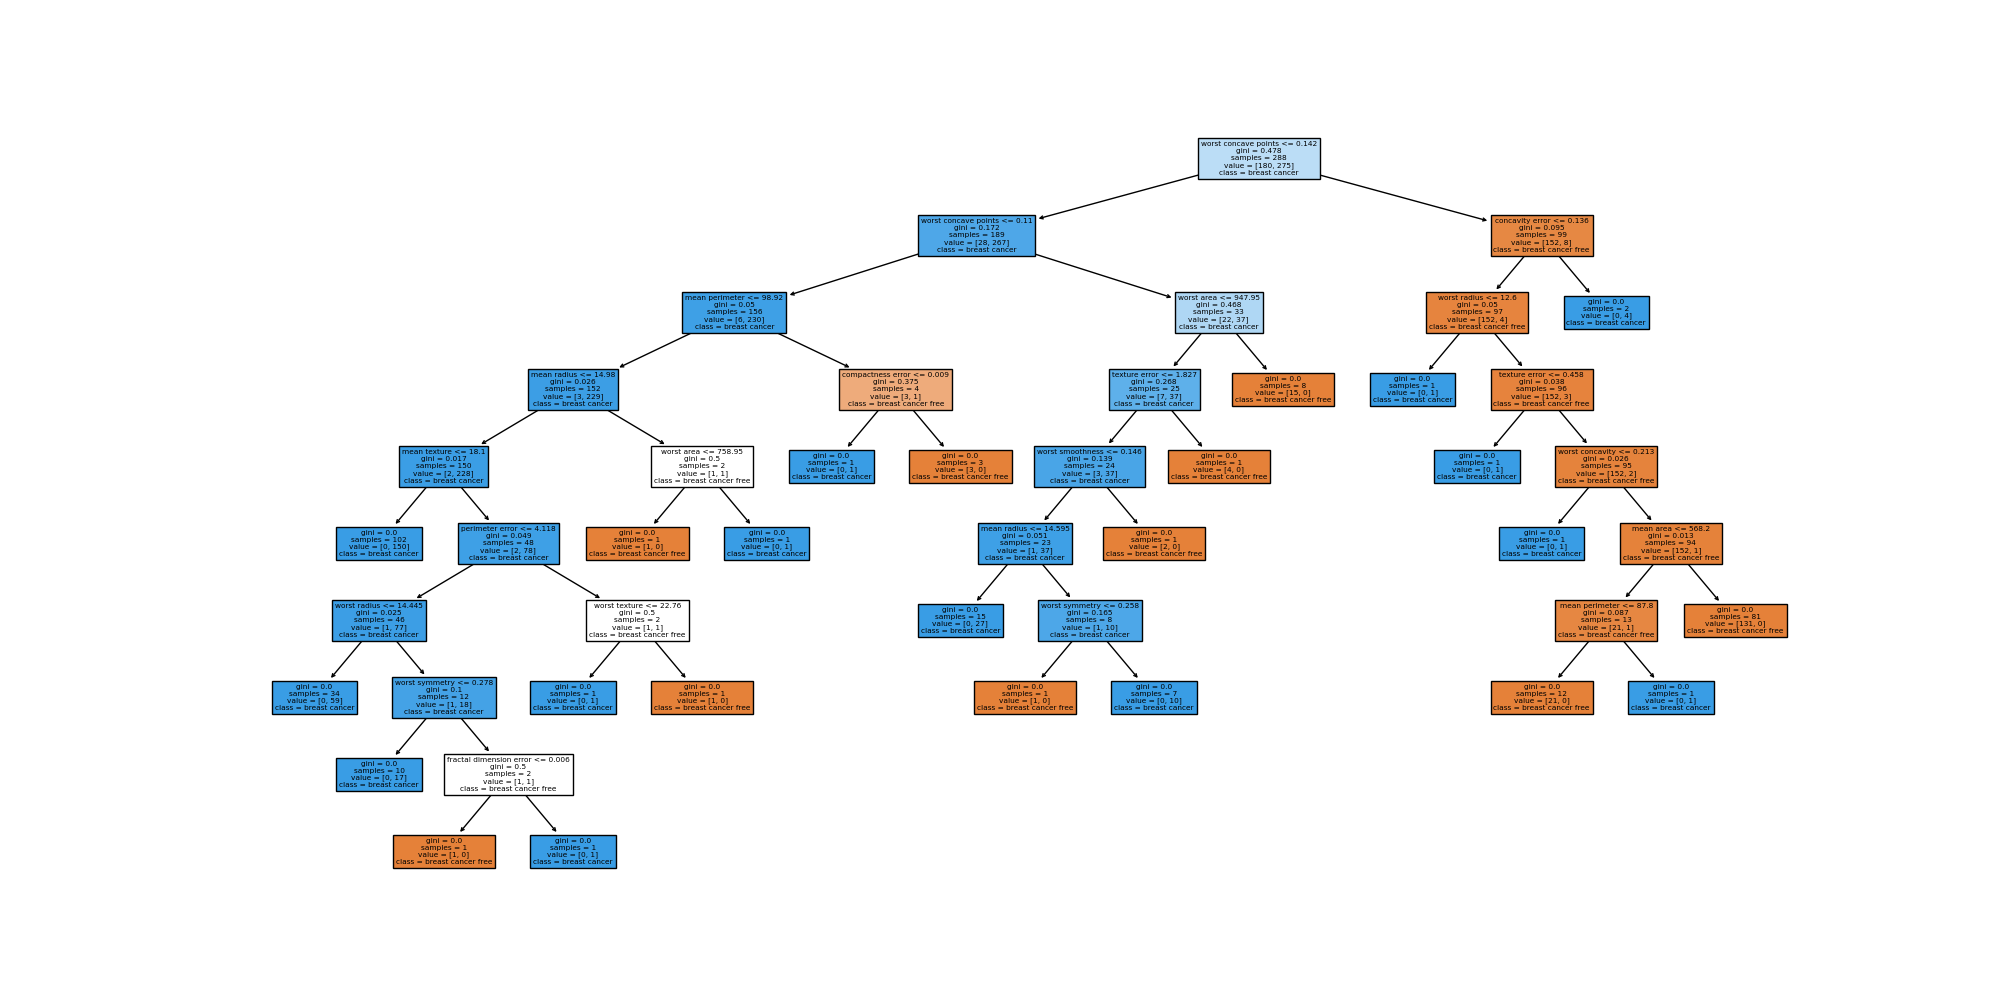 worst concave points <= 0.142
gini = 0.478
samples = 288
value = [180, 275]
class = breast cancer
worst concave points <= 0.11
gini = 0.172
samples = 189
value = [28, 267]
class = breast cancer
concavity error <= 0.136
gini = 0.095
samples = 99
value = [152, 8]
class = breast cancer free
mean perimeter <= 98.92
gini = 0.05
samples = 156
value = [6, 230]
class = breast cancer
worst area <= 947.95
gini = 0.468
samples = 33
value = [22, 37]
class = breast cancer
worst radius <= 12.6
gini = 0.05
samples = 97
value = [152, 4]
class = breast cancer free
gini = 0.0
samples = 2
value = [0, 4]
class = breast cancer
mean radius <= 14.98
gini = 0.026
samples = 152
value = [3, 229]
class = breast cancer
compactness error <= 0.009
gini = 0.375
samples = 4
value = [3, 1]
class = breast cancer free
texture error <= 1.827
gini = 0.268
samples = 25
value = [7, 37]
class = breast cancer
gini = 0.0
samples = 8
value = [15, 0]
class = breast cancer free
gini = 0.0
samples = 1
value = [0, 1]
class = breast cancer
texture error <= 0.458
gini = 0.038
samples = 96
value = [152, 3]
class = breast cancer free
mean texture <= 18.1
gini = 0.017
samples = 150
value = [2, 228]
class = breast cancer
worst area <= 758.95
gini = 0.5
samples = 2
value = [1, 1]
class = breast cancer free
gini = 0.0
samples = 1
value = [0, 1]
class = breast cancer
gini = 0.0
samples = 3
value = [3, 0]
class = breast cancer free
worst smoothness <= 0.146
gini = 0.139
samples = 24
value = [3, 37]
class = breast cancer
gini = 0.0
samples = 1
value = [4, 0]
class = breast cancer free
gini = 0.0
samples = 1
value = [0, 1]
class = breast cancer
worst concavity <= 0.213
gini = 0.026
samples = 95
value = [152, 2]
class = breast cancer free
gini = 0.0
samples = 102
value = [0, 150]
class = breast cancer
perimeter error <= 4.118
gini = 0.049
samples = 48
value = [2, 78]
class = breast cancer
gini = 0.0
samples = 1
value = [1, 0]
class = breast cancer free
gini = 0.0
samples = 1
value = [0, 1]
class = breast cancer
mean radius <= 14.595
gini = 0.051
samples = 23
value = [1, 37]
class = breast cancer
gini = 0.0
samples = 1
value = [2, 0]
class = breast cancer free
gini = 0.0
samples = 1
value = [0, 1]
class = breast cancer
mean area <= 568.2
gini = 0.013
samples = 94
value = [152, 1]
class = breast cancer free
worst radius <= 14.445
gini = 0.025
samples = 46
value = [1, 77]
class = breast cancer
worst texture <= 22.76
gini = 0.5
samples = 2
value = [1, 1]
class = breast cancer free
gini = 0.0
samples = 15
value = [0, 27]
class = breast cancer
worst symmetry <= 0.258
gini = 0.165
samples = 8
value = [1, 10]
class = breast cancer
mean perimeter <= 87.8
gini = 0.087
samples = 13
value = [21, 1]
class = breast cancer free
gini = 0.0
samples = 81
value = [131, 0]
class = breast cancer free
gini = 0.0
samples = 34
value = [0, 59]
class = breast cancer
worst symmetry <= 0.278
gini = 0.1
samples = 12
value = [1, 18]
class = breast cancer
gini = 0.0
samples = 1
value = [0, 1]
class = breast cancer
gini = 0.0
samples = 1
value = [1, 0]
class = breast cancer free
gini = 0.0
samples = 1
value = [1, 0]
class = breast cancer free
gini = 0.0
samples = 7
value = [0, 10]
class = breast cancer
gini = 0.0
samples = 12
value = [21, 0]
class = breast cancer free
gini = 0.0
samples = 1
value = [0, 1]
class = breast cancer
gini = 0.0
samples = 10
value = [0, 17]
class = breast cancer
fractal dimension error <= 0.006
gini = 0.5
samples = 2
value = [1, 1]
class = breast cancer free
gini = 0.0
samples = 1
value = [1, 0]
class = breast cancer free
gini = 0.0
samples = 1
value = [0, 1]
class = breast cancer